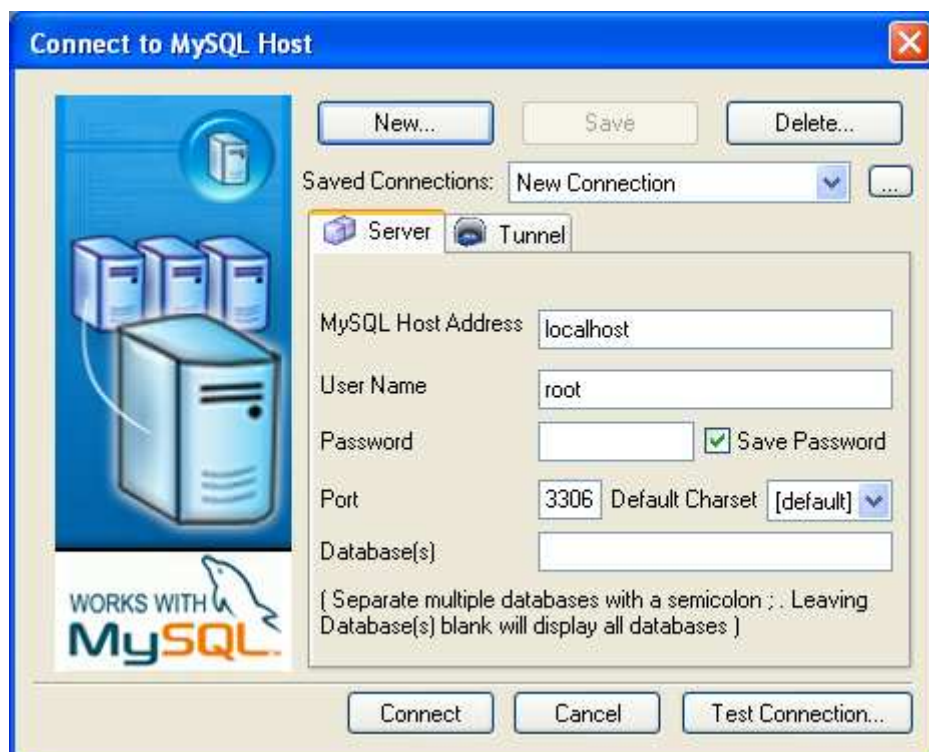 Connect to MySQL Host
New... Save Delete...
Saved Connections: New Connection ...
Server Tunnel
MySQL Host Address localhost
User Name root
Password Save Password
Port 3306 Default Charset [default]
Database(s)
( Separate multiple databases with a semicolon ; . Leaving
Database(s) blank will display all databases )
WORKS WITH
MySQL
Connect Cancel Test Connection...